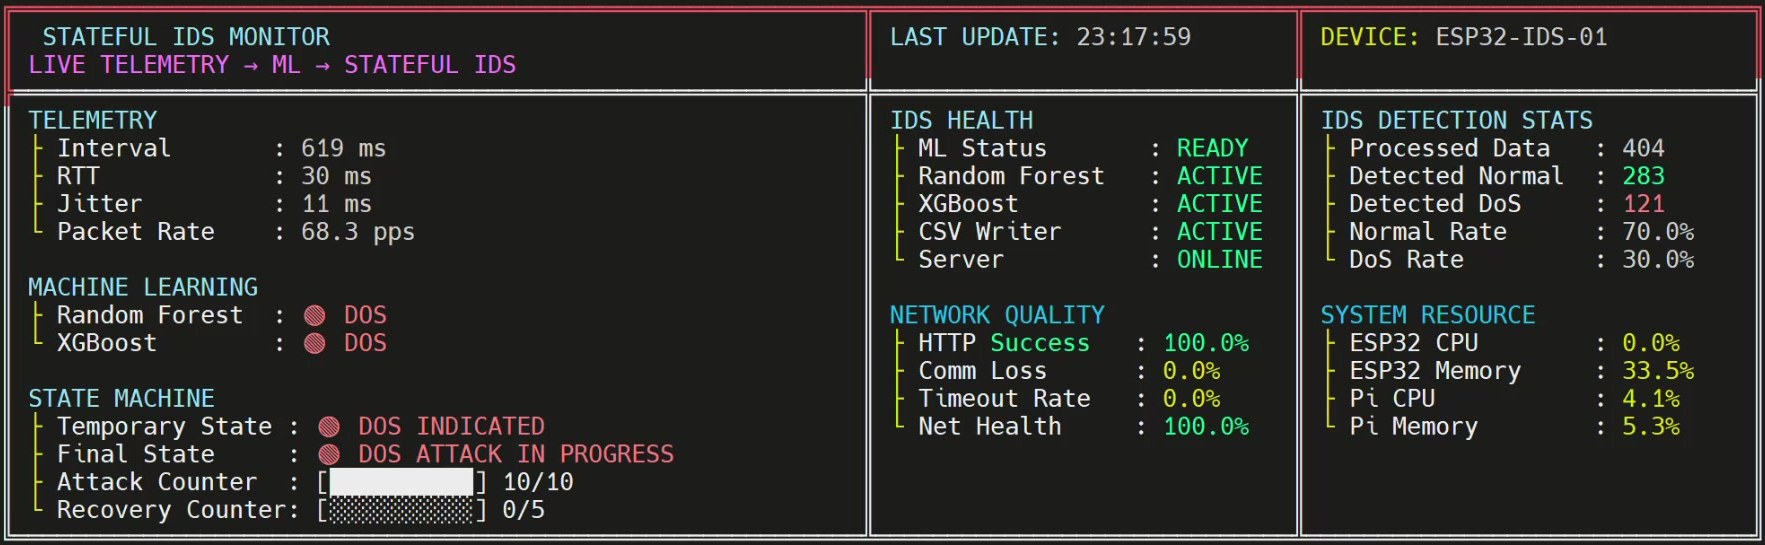 STATEFUL IDS MONITOR
LIVE TELEMETRY → ML → STATEFUL IDS
LAST UPDATE: 23:17:59
DEVICE: ESP32-IDS-01
TELEMETRY
Interval : 619 ms
RTT : 30 ms
Jitter : 11 ms
Packet Rate : 68.3 pps
MACHINE LEARNING
Random Forest : DOS
XGBoost : DOS
STATE MACHINE
Temporary State : DOS INDICATED
Final State : DOS ATTACK IN PROGRESS
Attack Counter : [██████████] 10/10
Recovery Counter: [░░░░░░░░░░] 0/5
IDS HEALTH
ML Status : READY
Random Forest : ACTIVE
XGBoost : ACTIVE
CSV Writer : ACTIVE
Server : ONLINE
NETWORK QUALITY
HTTP Success : 100.0%
Comm Loss : 0.0%
Timeout Rate : 0.0%
Net Health : 100.0%
IDS DETECTION STATS
Processed Data : 404
Detected Normal : 283
Detected DoS : 121
Normal Rate : 70.0%
DoS Rate : 30.0%
SYSTEM RESOURCE
ESP32 CPU : 0.0%
ESP32 Memory : 33.5%
Pi CPU : 4.1%
Pi Memory : 5.3%